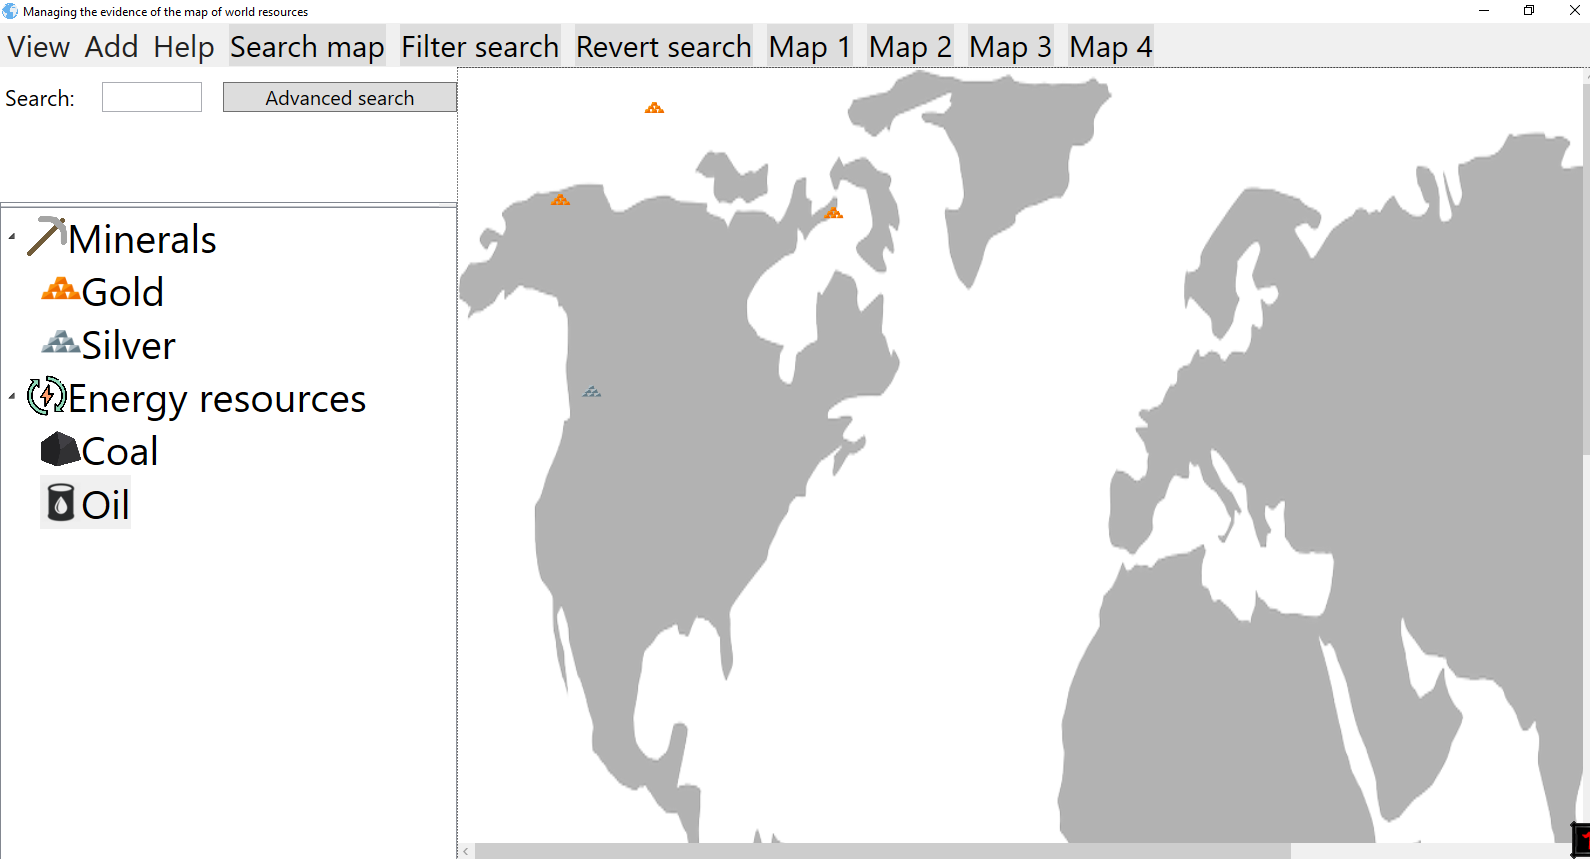 Managing the evidence of the map of world resources
View Add Help Search map Filter search Revert search Map 1 Map 2 Map 3 Map 4
Search:
Advanced search
Minerals
Gold
Silver
Energy resources
Coal
Oil